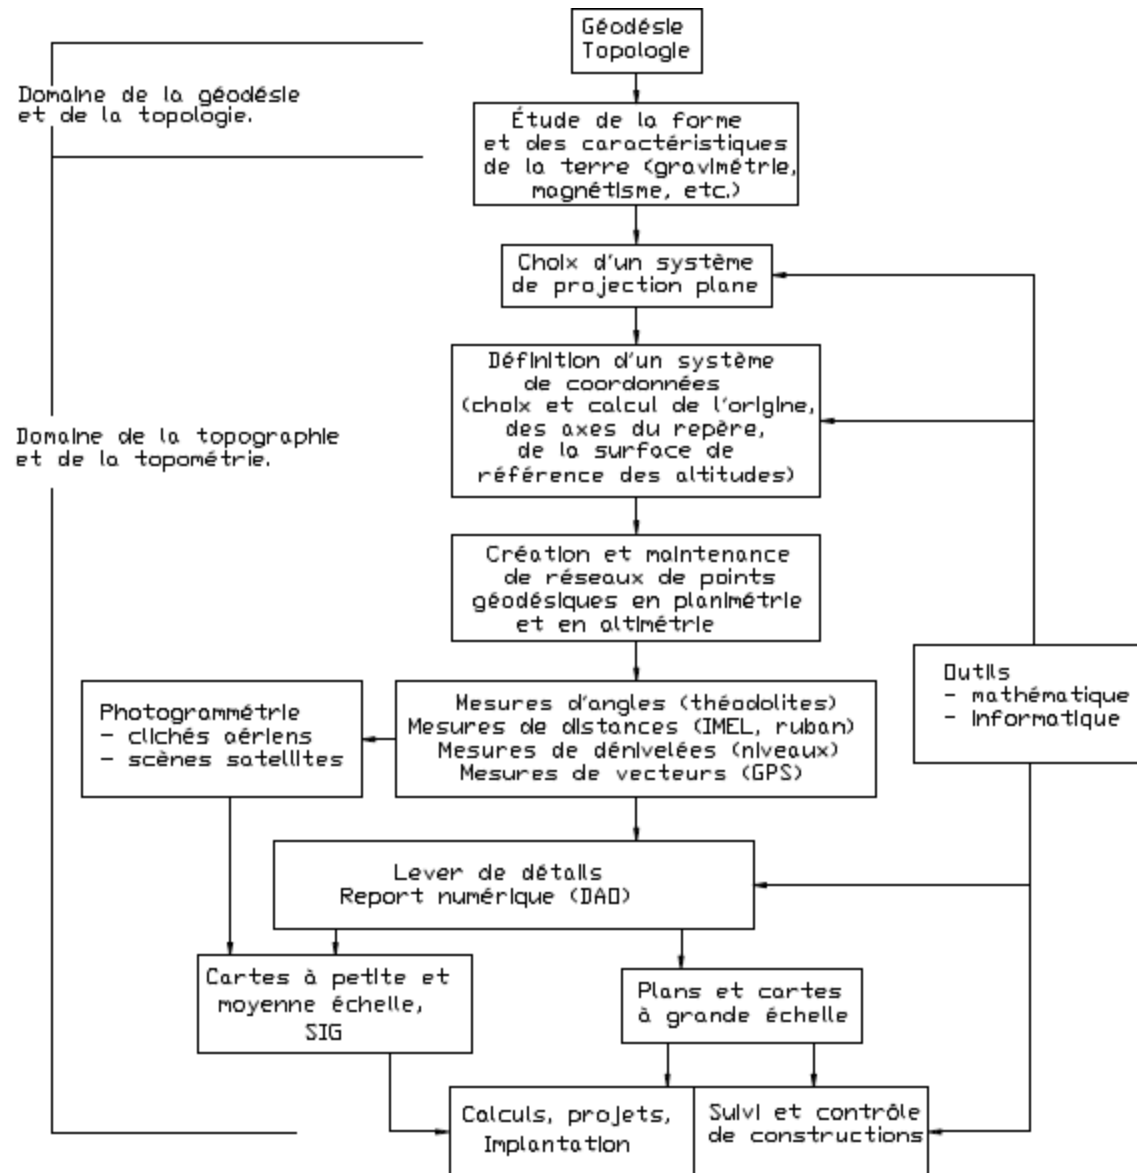 Géodésie
Topologie
Domaine de la géodésie
et de la topologie.
Étude de la forme
et des caractéristiques
de la terre (gravimétrie,
magnétisme, etc.)
Choix d'un système
de projection plane
Définition d'un système
de coordonnées
(choix et calcul de l'origine,
des axes du repère,
de la surface de
référence des altitudes)
Domaine de la topographie
et de la topométrie.
Création et maintenance
de réseaux de points
géodésiques en planimétrie
et en altimétrie
Outils
- mathématique
- informatique
Photogrammétrie
- clichés aériens
- scènes satellites
Mesures d'angles (théodolites)
Mesures de distances (IMEL, ruban)
Mesures de dénivelées (niveaux)
Mesures de vecteurs (GPS)
Lever de détails
Report numérique (DAO)
Cartes à petite et
moyenne échelle,
SIG
Plans et cartes
à grande échelle
Calculs, projets,
Implantation
Suivi et contrôle
de constructions